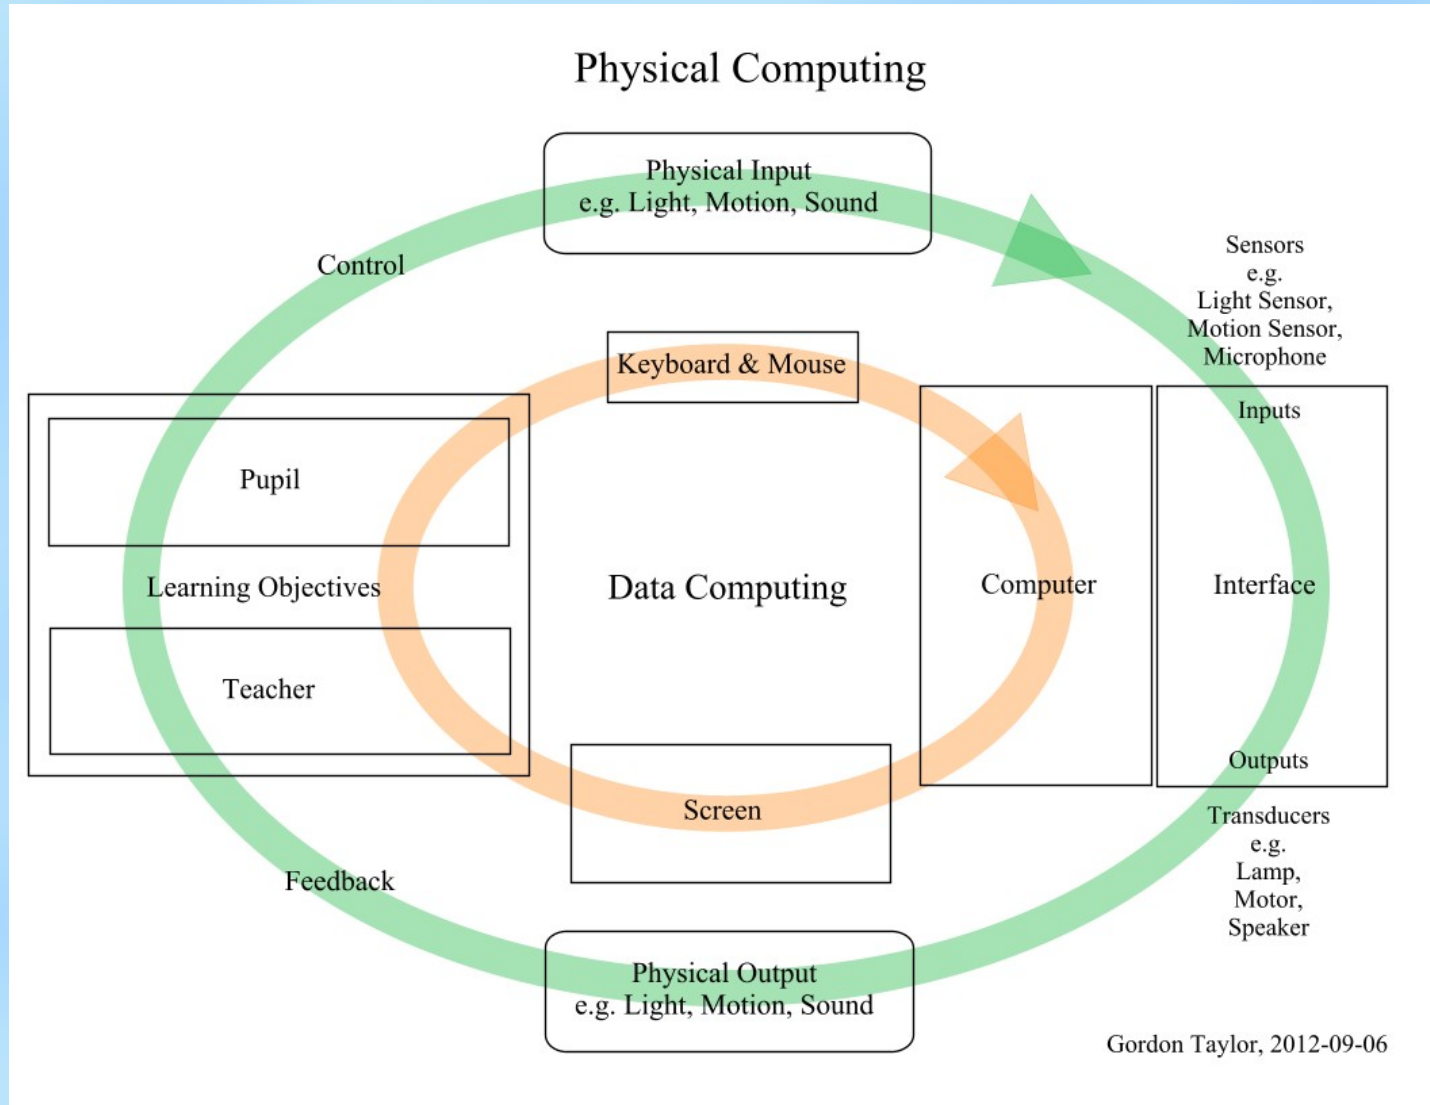 Physical Computing
Physical Input
e.g. Light, Motion, Sound
Control
Sensors
e.g.
Light Sensor,
Motion Sensor,
Microphone
Keyboard & Mouse
Inputs
Pupil
Learning Objectives
Data Computing
Computer
Interface
Teacher
Outputs
Screen
Transducers
e.g.
Lamp,
Motor,
Speaker
Feedback
Physical Output
e.g. Light, Motion, Sound
Gordon Taylor, 2012-09-06